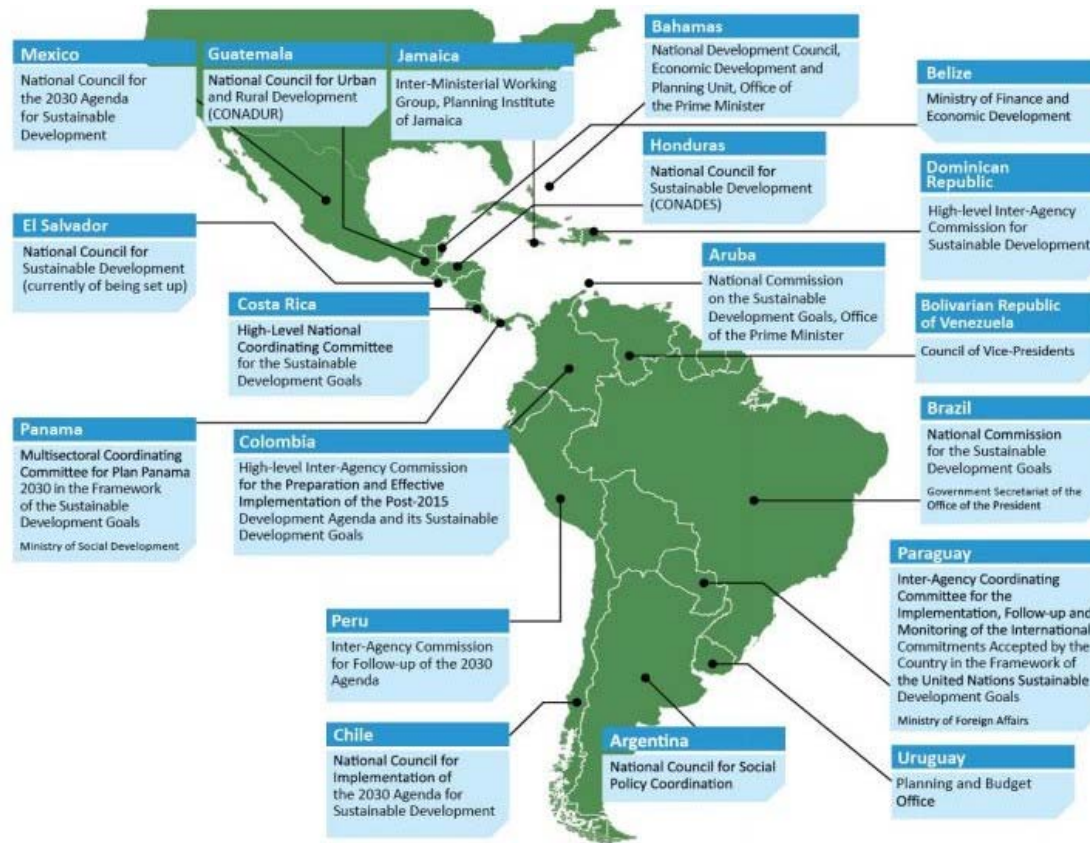 Mexico
National Council for
the 2030 Agenda
for Sustainable
Development
Guatemala
National Council for Urban
and Rural Development
(CONADUR)
Jamaica
Inter-Ministerial Working
Group, Planning Institute
of Jamaica
Bahamas
National Development Council,
Economic Development and
Planning Unit, Office of
the Prime Minister
Belize
Ministry of Finance and
Economic Development
Honduras
National Council for
Sustainable Development
(CONADES)
Dominican
Republic
High-level Inter-Agency
Commission for
Sustainable Development
El Salvador
National Council for
Sustainable Development
(currently of being set up)
Costa Rica
High-Level National
Coordinating Committee
for the Sustainable
Development Goals
Aruba
National Commission
on the Sustainable
Development Goals, Office
of the Prime Minister
Bolivarian Republic
of Venezuela
Council of Vice-Presidents
Panama
Multisectoral Coordinating
Committee for Plan Panama
2030 in the Framework
of the Sustainable
Development Goals
Ministry of Social Development
Colombia
High-level Inter-Agency Commission
for the Preparation and Effective
Implementation of the Post-2015
Development Agenda and its Sustainable
Development Goals
Brazil
National Commission
for the Sustainable
Development Goals
Government Secretariat of the
Office of the President
Peru
Inter-Agency Commission
for Follow-up of the 2030
Agenda
Paraguay
Inter-Agency Coordinating
Committee for the
Implementation, Follow-up and
Monitoring of the International
Commitments Accepted by the
Country in the Framework of
the United Nations Sustainable
Development Goals
Ministry of Foreign Affairs
Chile
National Council for
Implementation of
the 2030 Agenda for
Sustainable Development
Argentina
National Council for Social
Policy Coordination
Uruguay
Planning and Budget
Office